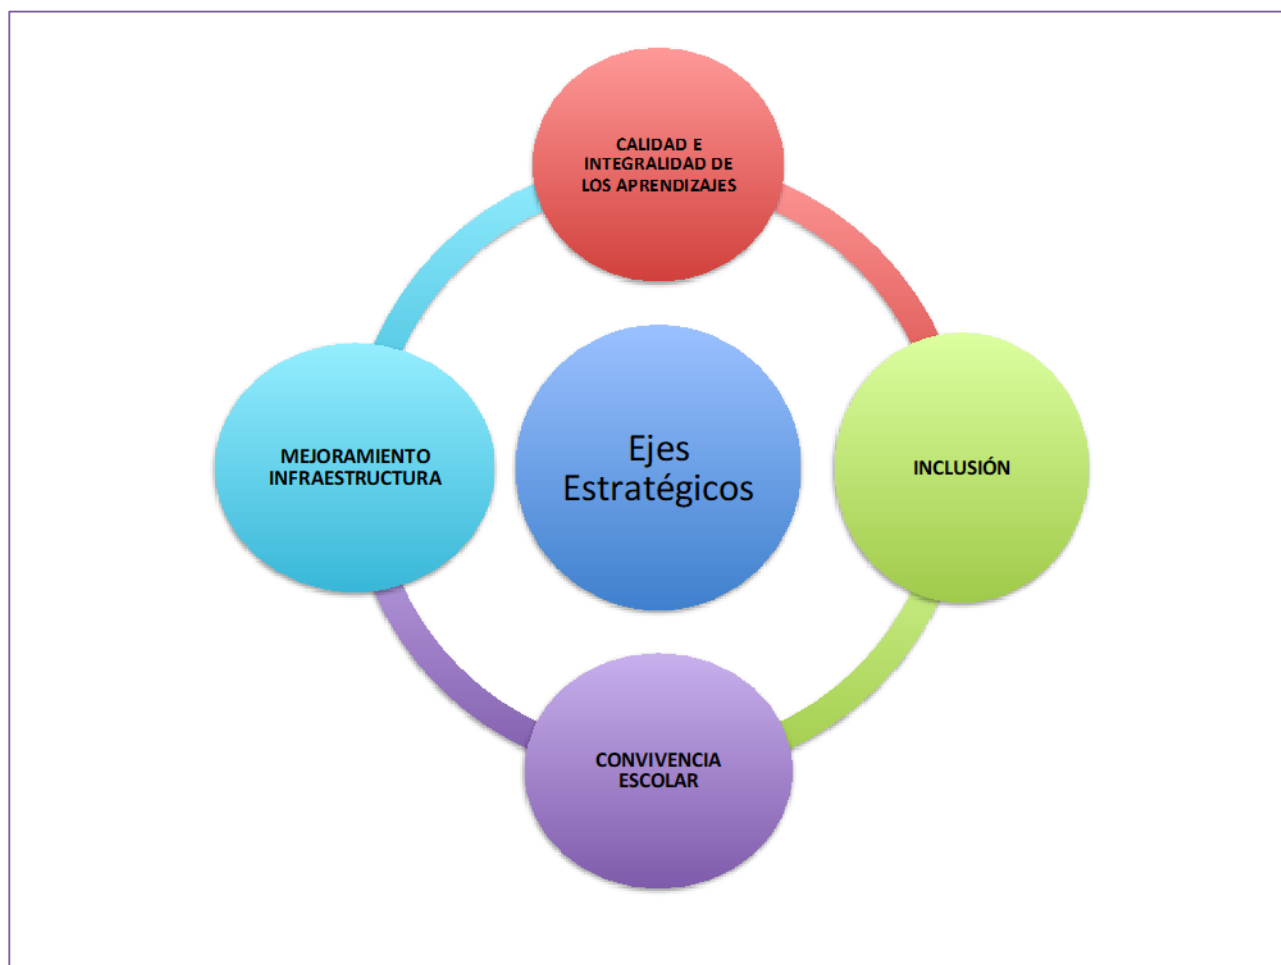 CALIDAD E
INTEGRALIDAD DE
LOS APRENDIZAJES
MEJORAMIENTO
INFRAESTRUCTURA
Ejes
Estratégicos
INCLUSIÓN
CONVIVENCIA
ESCOLAR